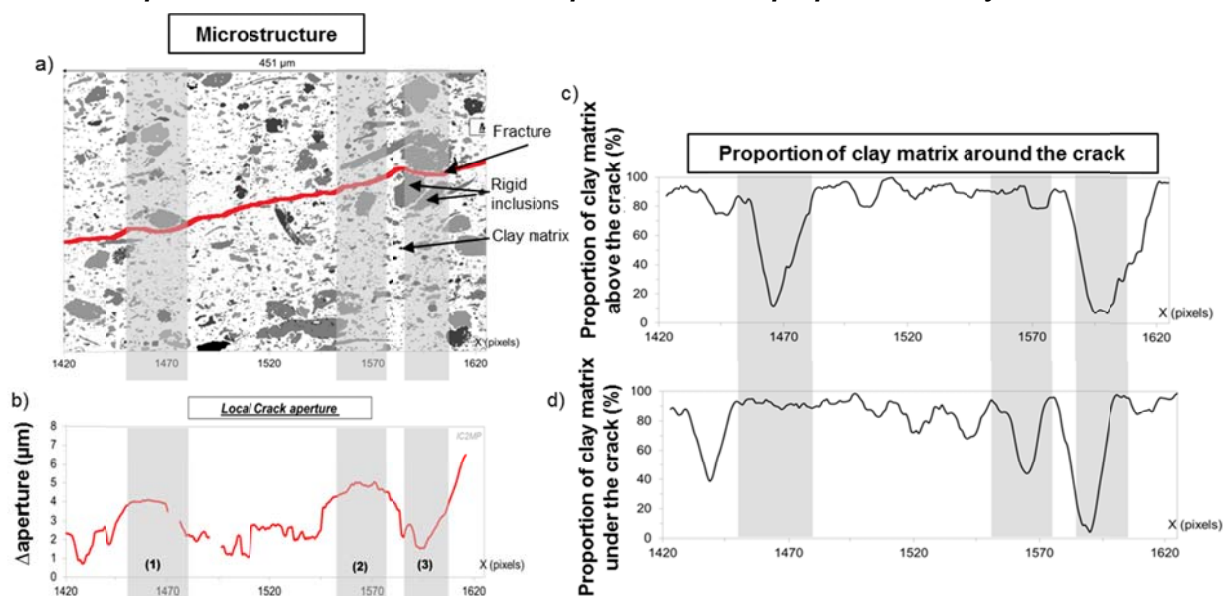 Microstructure
a)
451 µm
Fracture
Rigid
inclusions
Clay matrix
X (pixels)
1420 1470 1520 1570 1620
b)
Local Crack aperture
IC2MP
Δaperture (µm)
8
7
6
5
4
3
2
1
0
(1) (2) (3)
X (pixels)
1420 1470 1520 1570 1620
c)
Proportion of clay matrix around the crack
Proportion of clay matrix
above the crack (%)
100
80
60
40
20
0
X (pixels)
1420 1470 1520 1570 1620
d)
Proportion of clay matrix
under the crack (%)
100
80
60
40
20
0
X (pixels)
1420 1470 1520 1570 1620